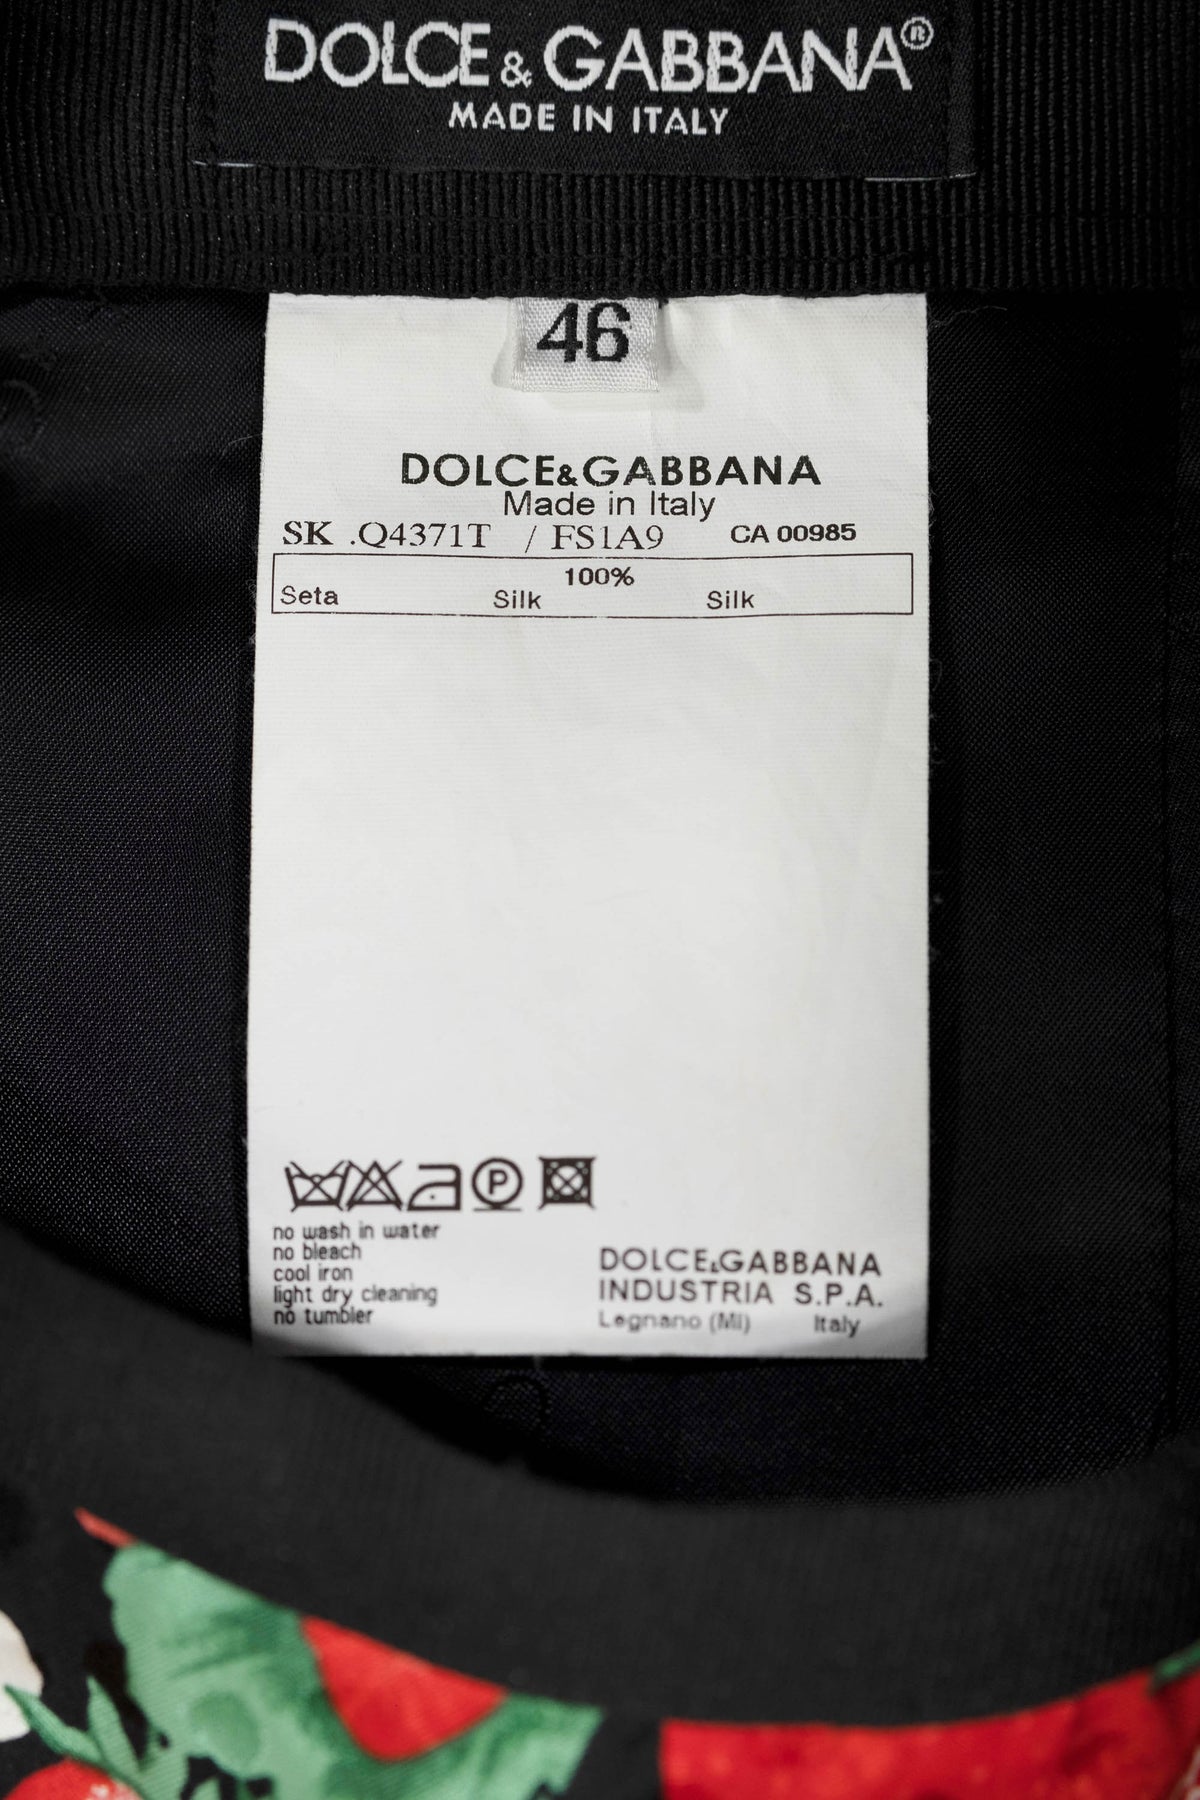 DOLCE & GABBANA®
MADE IN ITALY
46
DOLCE&GABBANA
Made in Italy
SK .Q4371T / FS1A9 CA 00985
100%
Seta Silk Silk
P
no wash in water
no bleach
cool iron
light dry cleaning
no tumbler
DOLCE&GABBANA
INDUSTRIA S.P.A.
Legnano (MI) Italy